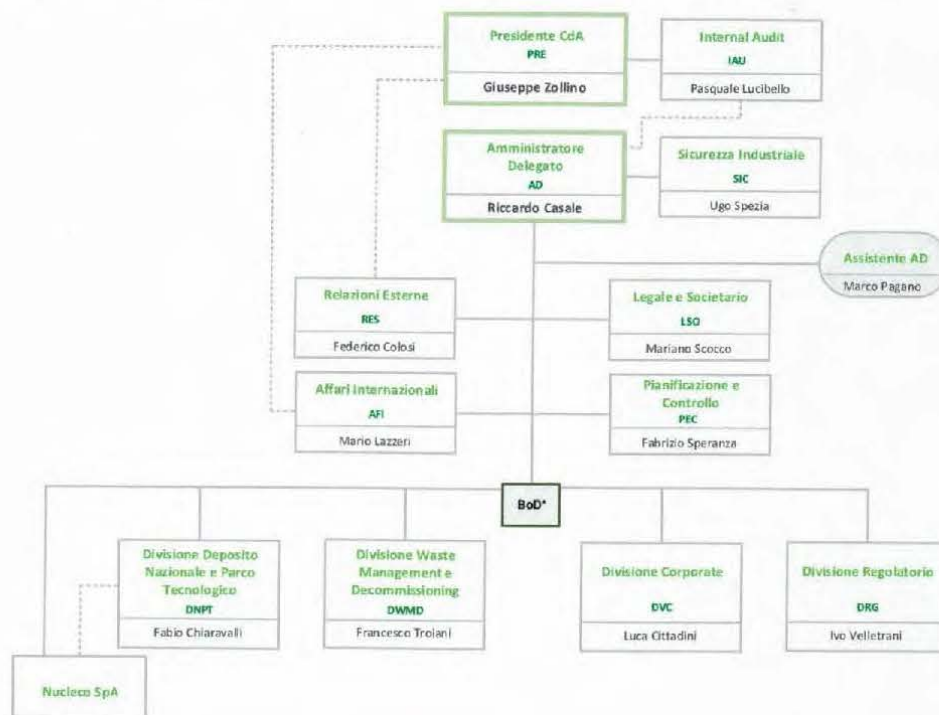 Presidente CdA
PRE
Giuseppe Zollino
Internal Audit
IAU
Pasquale Lucibello
Amministratore
Delegato
AD
Riccardo Casale
Sicurezza Industriale
SIC
Ugo Spezia
Assistente AD
Marco Pagano
Relazioni Esterne
RES
Federico Colosi
Legale e Societario
LSO
Mariano Scocco
Affari Internazionali
AFI
Mario Lazzeri
Pianificazione e
Controllo
PEC
Fabrizio Speranza
BoD*
Divisione Deposito
Nazionale e Parco
Tecnologico
DNPT
Fabio Chiaravalli
Divisione Waste
Management e
Decommissioning
DWMD
Francesco Troiani
Divisione Corporate
DVC
Luca Cittadini
Divisione Regolatorio
DRG
Ivo Velletrani
Nucleco SpA